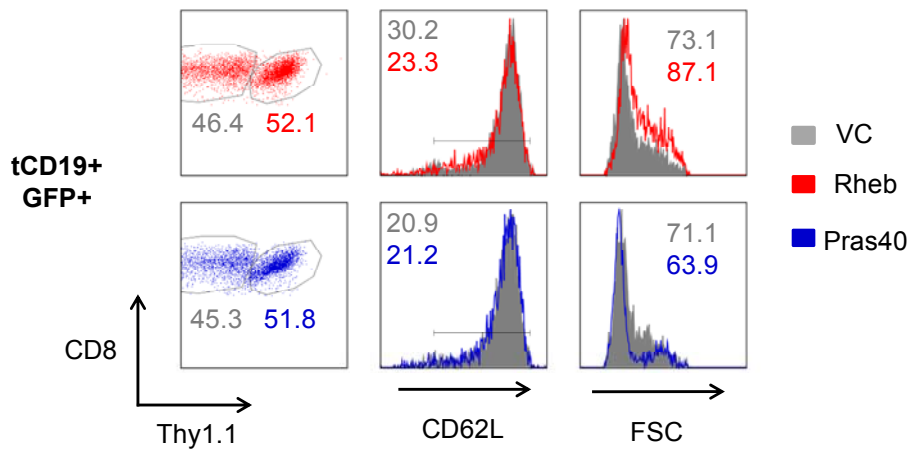 30.2
23.3
73.1
87.1
46.4 52.1
VC
tCD19+
GFP+
Rheb
20.9
21.2
71.1
63.9
Pras40
45.3 51.8
CD8
Thy1.1
CD62L
FSC